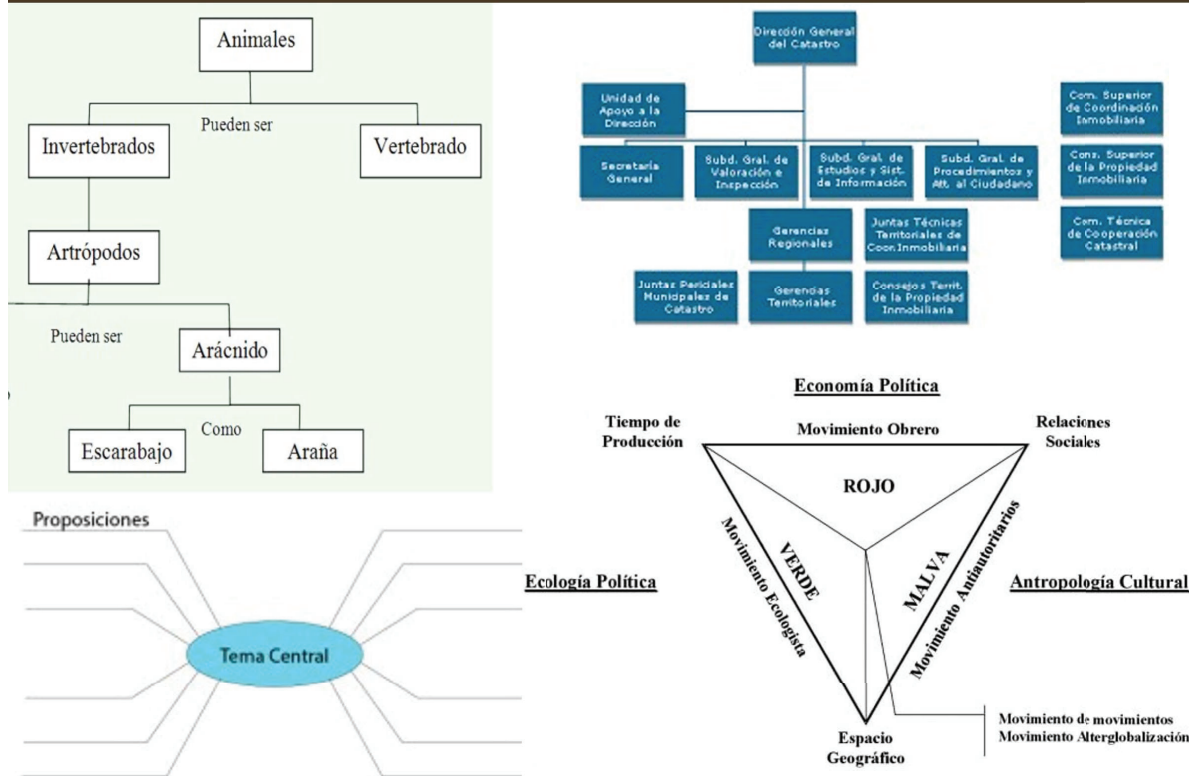 Animales
Pueden ser
Invertebrados
Vertebrado
Artrópodos
Pueden ser
Arácnido
Como
Escarabajo
Araña
Dirección General
del Catastro
Unidad de
Apoyo a la
Dirección
Secretaría
General
Subd. Gral. de
Valoración e
Inspección
Subd. Gral. de
Estudios y Sist.
de Información
Subd. Gral. de
Procedimientos y
Att. al Ciudadano
Gerencias
Regionales
Juntas Técnicas
Territoriales de
Coor.Inmobiliaria
Juntas Periciales
Municipales de
Catastro
Gerencias
Territoriales
Consejos Territ.
de la Propiedad
Inmobiliaria
Com. Superior
de Coordinación
Inmobiliaria
Cons. Superior
de la Propiedad
Inmobiliaria
Com. Técnica
de Cooperación
Catastral
Proposiciones
Tema Central
Economía Política
Tiempo de
Producción
Movimiento Obrero
Relaciones
Sociales
ROJO
VERDE
Movimiento Ecologista
MALVA
Movimiento Antiautoritarios
Ecología Política
Antropología Cultural
Espacio
Geográfico
Movimiento de movimientos
Movimiento Alterglobalización